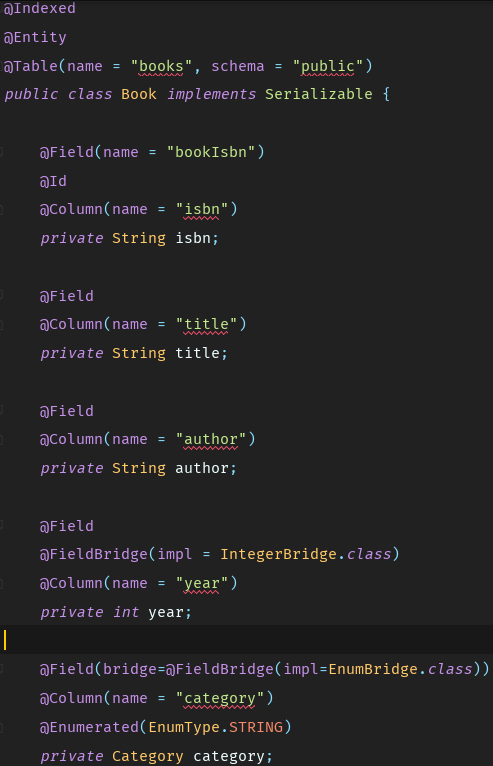 @Indexed
@Entity
@Table(name = "books", schema = "public")
public class Book implements Serializable {
@Field(name = "bookIsbn")
@Id
@Column(name = "isbn")
private String isbn;
@Field
@Column(name = "title")
private String title;
@Field
@Column(name = "author")
private String author;
@Field
@FieldBridge(impl = IntegerBridge.class)
@Column(name = "year")
private int year;
@Field(bridge=@FieldBridge(impl=EnumBridge.class))
@Column(name = "category")
@Enumerated(EnumType.STRING)
private Category category;